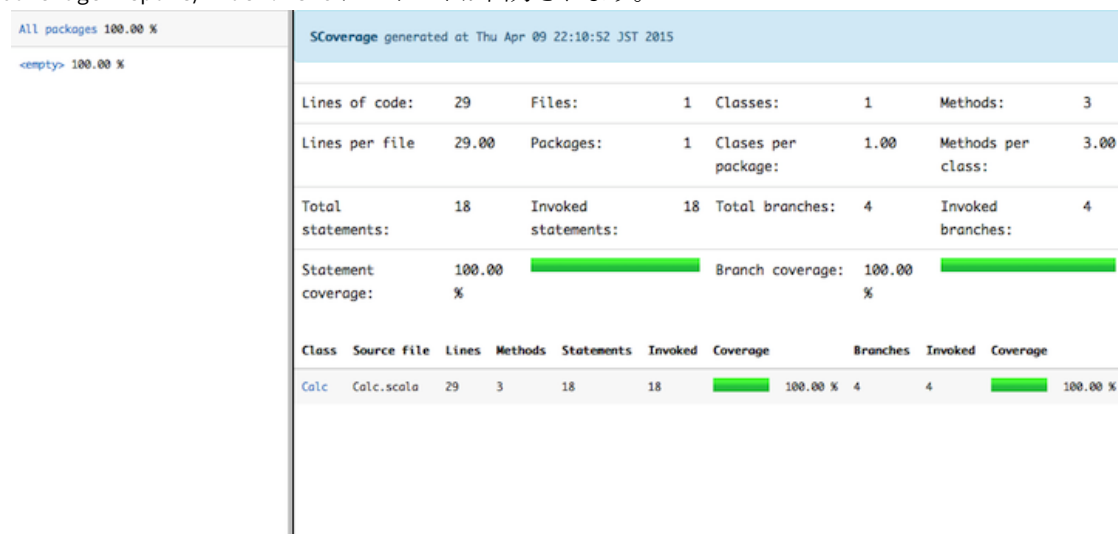 All packages 100.00 %
<empty> 100.00 %
SCoverage generated at Thu Apr 09 22:10:52 JST 2015
Lines of code: 29 Files: 1 Classes: 1 Methods: 3
Lines per file 29.00 Packages: 1 Clases per package: 1.00 Methods per class: 3.00
Total statements: 18 Invoked statements: 18 Total branches: 4 Invoked branches: 4
Statement coverage: 100.00 % Branch coverage: 100.00 %
Class Source file Lines Methods Statements Invoked Coverage Branches Invoked Coverage
Calc Calc.scala 29 3 18 18 100.00 % 4 4 100.00 %